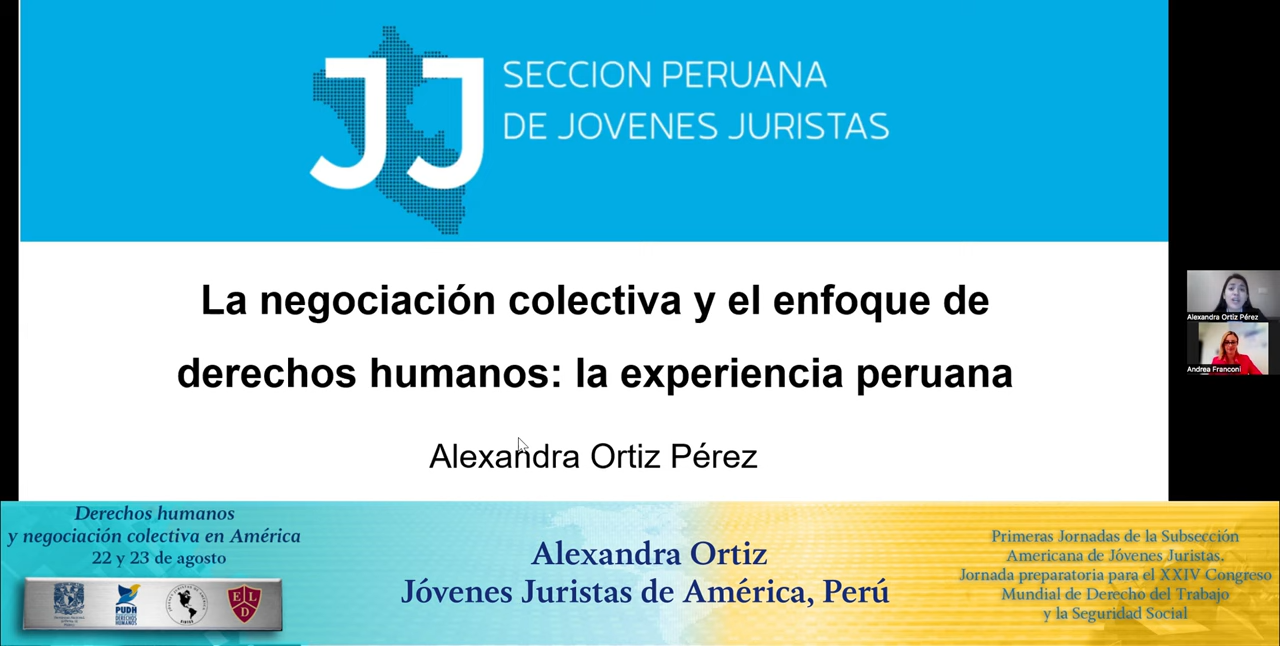 JJ
SECCION PERUANA
DE JOVENES JURISTAS
La negociación colectiva y el enfoque de
derechos humanos: la experiencia peruana
Alexandra Ortiz Pérez
Alexandra Ortiz Pérez
Andrea Franconi
Derechos humanos
y negociación colectiva en América
22 y 23 de agosto
PUDH
DERECHOS
HUMANOS
E L
D
Alexandra Ortiz
Jóvenes Juristas de América, Perú
Primeras Jornadas de la Subsección
Americana de Jóvenes Juristas.
Jornada preparatoria para el XXIV Congreso
Mundial de Derecho del Trabajo
y la Seguridad Social